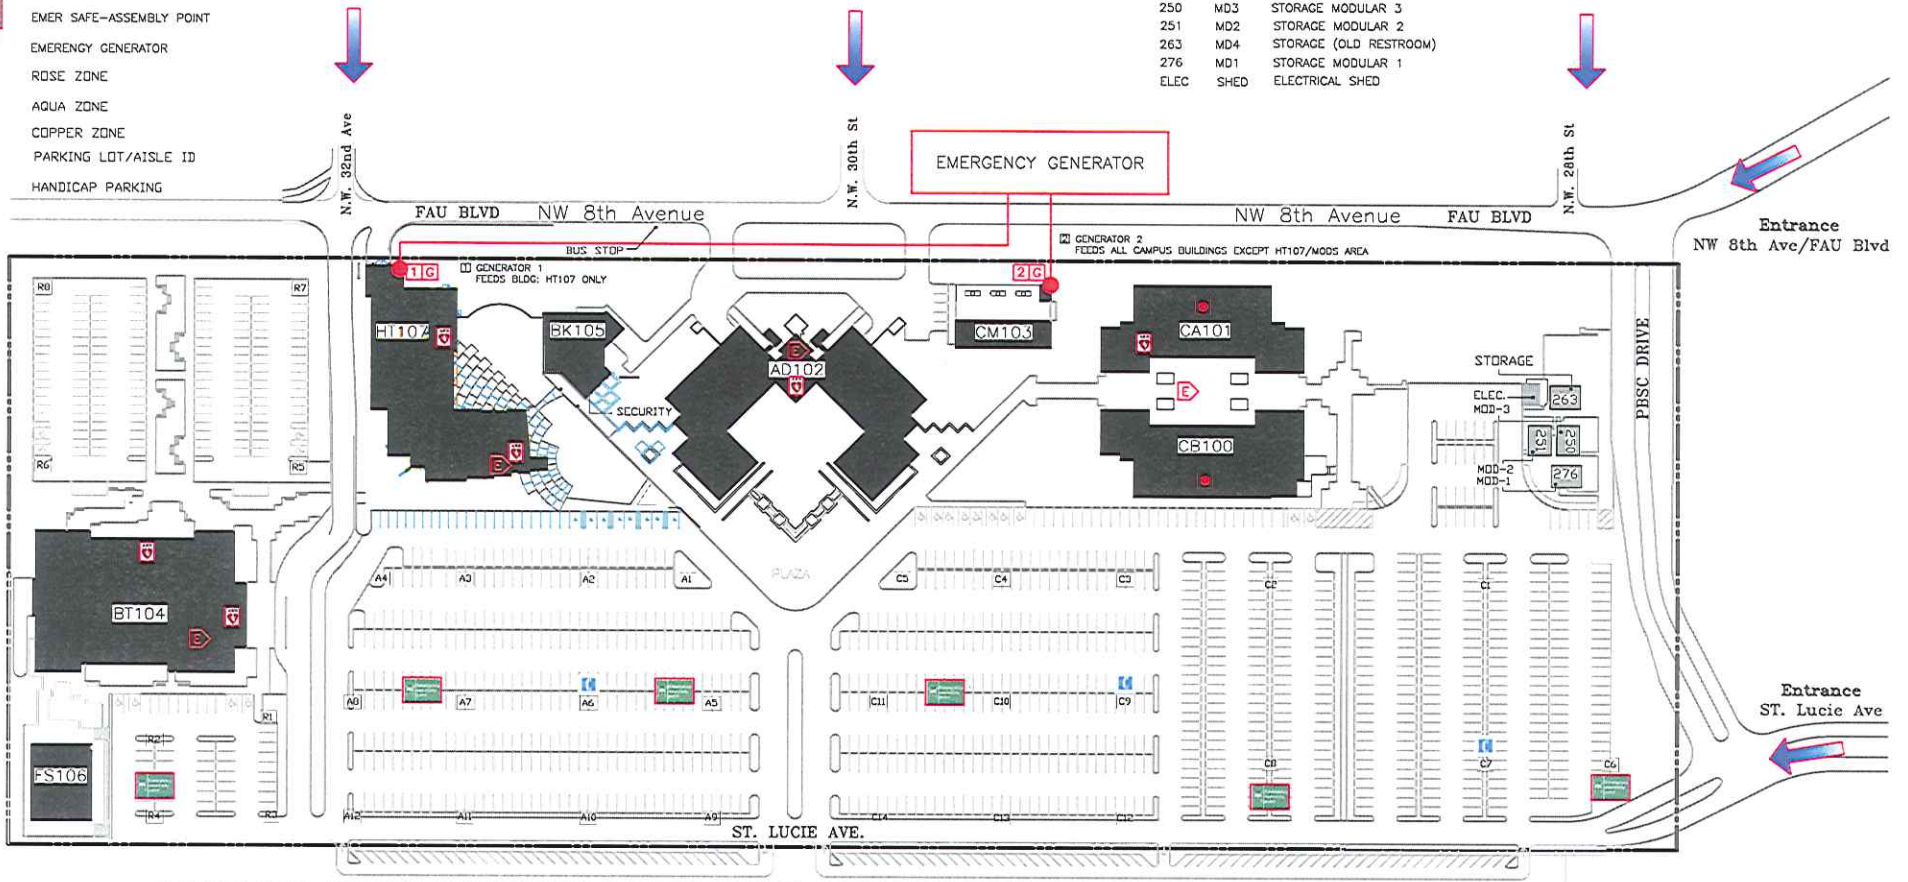 EMER SAFE-ASSEMBLY POINT
EMERENCY GENERATOR
ROSE ZONE
AQUA ZONE
COPPER ZONE
PARKING LOT/AISLE ID
HANDICAP PARKING
250 MD3 STORAGE MODULAR 3
251 MD2 STORAGE MODULAR 2
263 MD4 STORAGE (OLD RESTROOM)
276 MD1 STORAGE MODULAR 1
ELEC SHED ELECTRICAL SHED
N.W. 32nd Ave
N.W. 30th St
N.W. 28th St
EMERGENCY GENERATOR
FAU BLVD
NW 8th Avenue
NW 8th Avenue
FAU BLVD
Entrance
NW 8th Ave/FAU Blvd
BUS STOP
2 GENERATOR 2
FEEDS ALL CAMPUS BUILDINGS EXCEPT HT107/MODS AREA
1 G
1 GENERATOR 1
FEEDS BLDG: HT107 ONLY
2 G
R8
R7
HT107
BK105
AD102
E
CM103
CA101
E
PBSC DRIVE
STORAGE
ELEC.
MOD-3
263
SECURITY
251
250
CB100
R6
R5
E
MOD-2
MOD-1
276
PLAZA
A4
A3
A2
A1
C5
C4
C3
C2
C1
BT104
E
A8
A7
A6
A5
C11
C10
C9
Entrance
ST. Lucie Ave
R1
R2
FS106
C8
C7
C6
R4
R3
A12
A11
A10
A9
C14
C13
C12
ST. LUCIE AVE.